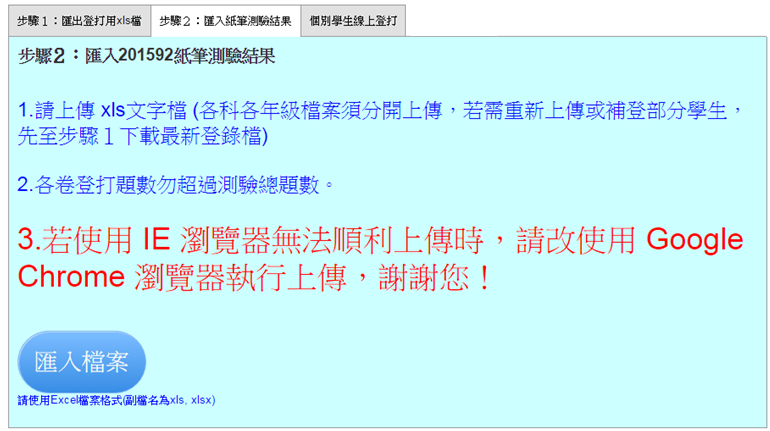 步驟１：匯出登打用xls檔
步驟２：匯入紙筆測驗結果
個別學生線上登打
步驟２：匯入201592紙筆測驗結果
1.請上傳 xls文字檔 (各科各年級檔案須分開上傳，若需重新上傳或補登部分學生，
先至步驟１下載最新登錄檔)
2.各卷登打題數勿超過測驗總題數。
3.若使用 IE 瀏覽器無法順利上傳時，請改使用 Google
Chrome 瀏覽器執行上傳，謝謝您！
匯入檔案
請使用Excel檔案格式(副檔名為xls, xlsx)